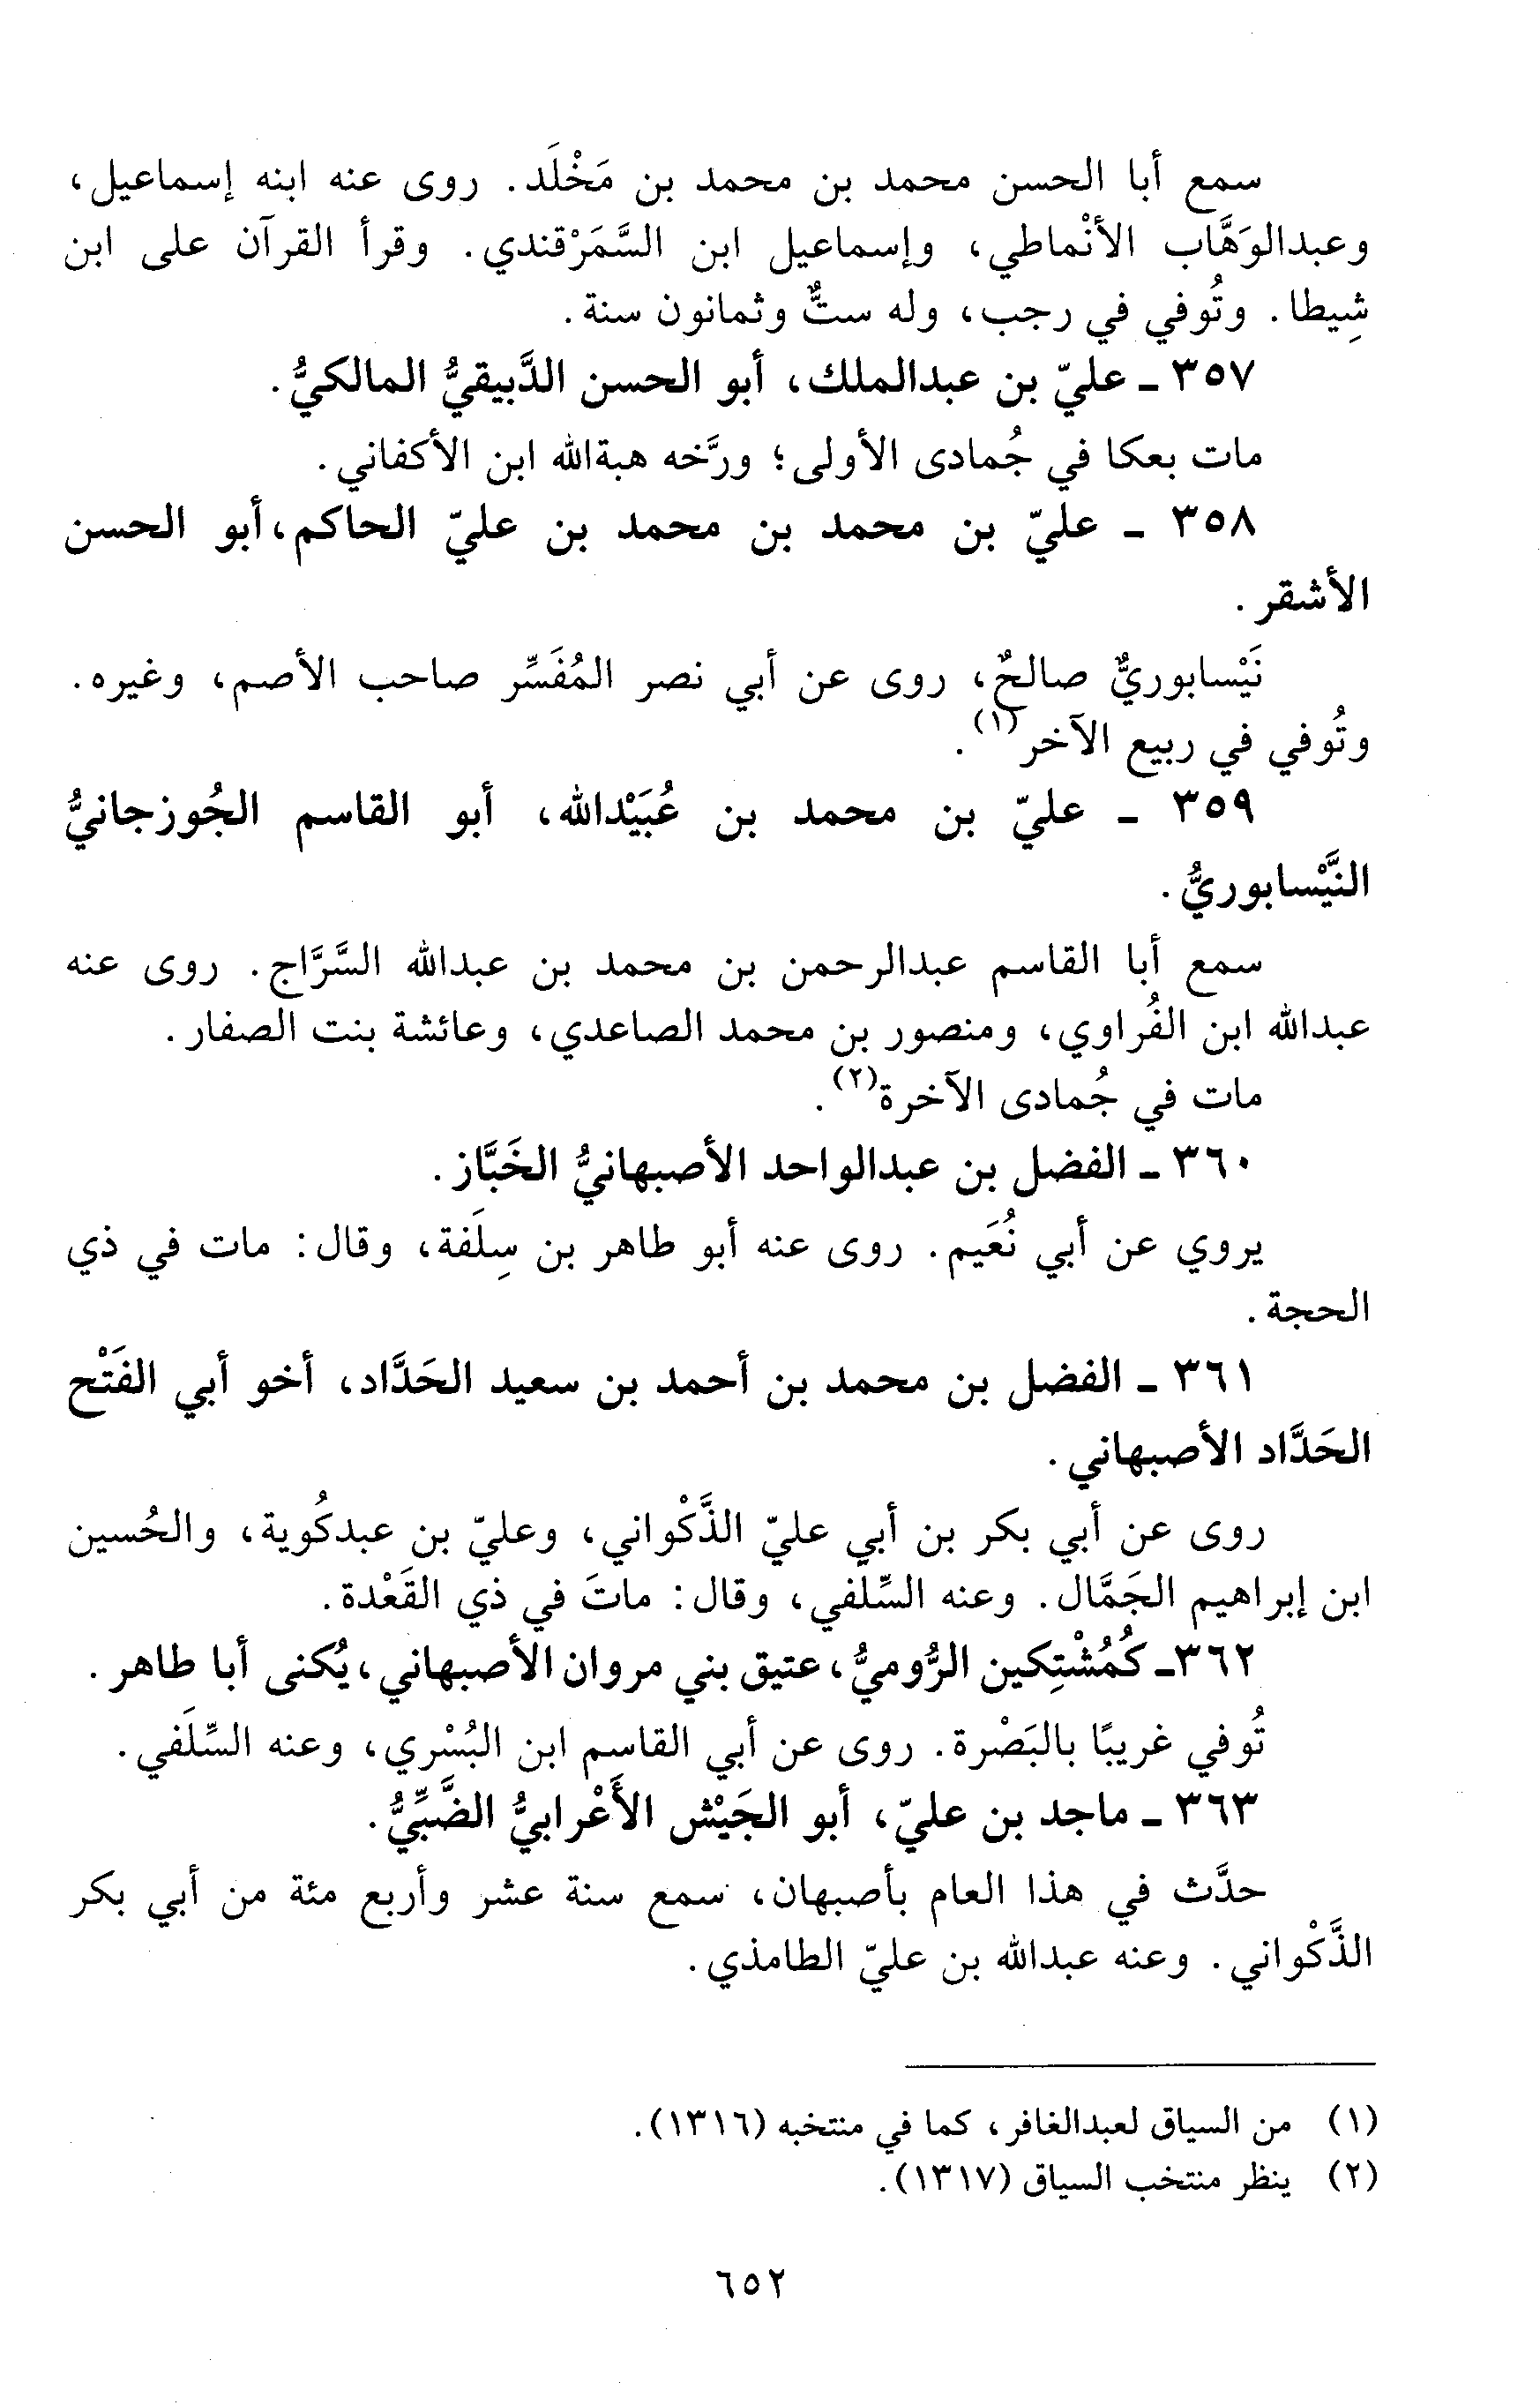 سمع أبا الحسن محمد بن محمد بن مَخْلَد. روى عنه ابنه إسماعيل،
وعبدالوَهَّاب الأنْماطي، وإسماعيل ابن السَّمَرْقندي. وقرأ القرآن على ابن
شِيطا. وتُوفي في رجب، وله ستٌّ وثمانون سنة.
٣٥٧ ـ عليّ بن عبدالملك، أبو الحسن الدَّبيقيُّ المالكيُّ.
مات بعكا في جُمادى الأولى؛ ورَّخه هبةالله ابن الأكفاني.
٣٥٨ ـ عليّ بن محمد بن محمد بن عليّ الحاكم، أبو الحسن
الأشقر.
نَيْسابوريٌّ صالحٌ، روى عن أبي نصر المُفَسِّر صاحب الأصم، وغيره.
وتُوفي في ربيع الآخر(١).
٣٥٩ ـ عليّ بن محمد بن عُبَيْدالله، أبو القاسم الجُوزجانيُّ
النَّيْسابوريُّ.
سمع أبا القاسم عبدالرحمن بن محمد بن عبدالله السَّرَّاج. روى عنه
عبدالله ابن الفُراوي، ومنصور بن محمد الصاعدي، وعائشة بنت الصفار.
مات في جُمادى الآخرة(٢).
٣٦٠ ـ الفضل بن عبدالواحد الأصبهانيُّ الخَبَّاز.
يروي عن أبي نُعَيم. روى عنه أبو طاهر بن سِلَفة، وقال: مات في ذي
الحجة.
٣٦١ ـ الفضل بن محمد بن أحمد بن سعيد الحَدَّاد، أخو أبي الفَتْح
الحَدَّاد الأصبهاني.
روى عن أبي بكر بن أبي عليّ الذَّكْواني، وعليّ بن عبدكُوية، والحُسين
ابن إبراهيم الجَمَّال. وعنه السِّلَفي، وقال: ماتَ في ذي القَعْدة.
٣٦٢ـ كُمُشْتِكين الرُّوميُّ، عتيق بني مروان الأصبهاني، يُكنى أبا طاهر.
تُوفي غريبًا بالبَصْرة. روى عن أبي القاسم ابن البُسْري، وعنه السِّلَفي.
٣٦٣ ـ ماجد بن عليّ، أبو الجَيْش الأَعْرابيُّ الضَّبِّيُّ.
حدَّث في هذا العام بأصبهان، سمع سنة عشر وأربع مئة من أبي بكر
الذَّكْواني. وعنه عبدالله بن عليّ الطامذي.
(١) من السياق لعبدالغافر، كما في منتخبه (١٣١٦).
(٢) ينظر منتخب السياق (١٣١٧).
٦٥٢